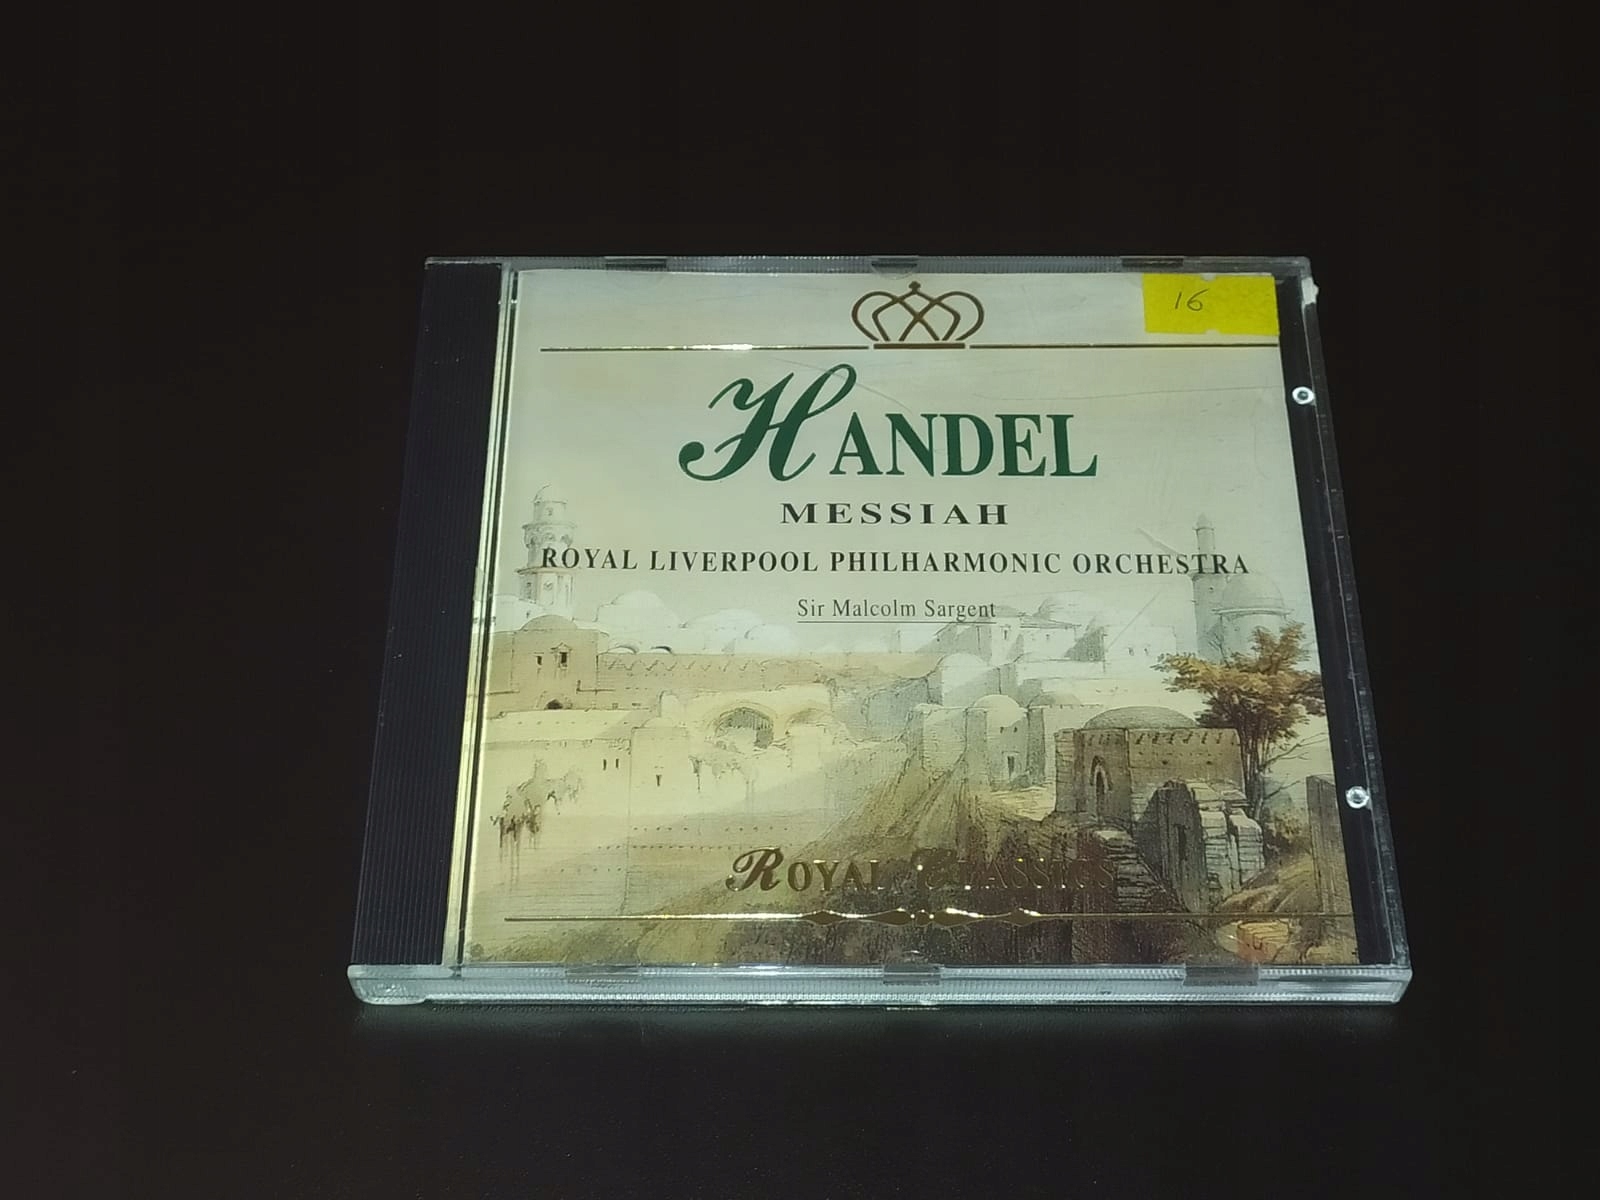 16
HANDEL
MESSIAH
ROYAL LIVERPOOL PHILHARMONIC ORCHESTRA
Sir Malcolm Sargent
ROYAL CLASSICS